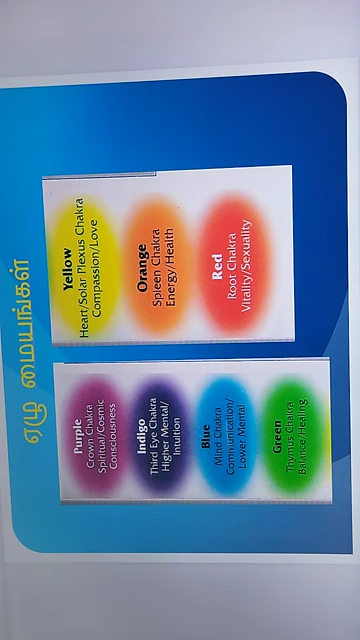 ஏழு மையங்கள்
Purple
Crown Chakra
Spiritual/Cosmic
Consciousness
Indigo
Third Eye Chakra
Higher Mental/
Intuition
Blue
Mind Chakra
Communication/
Lower Mental
Green
Thymus Chakra
Balance/Healing
Yellow
Heart/Solar Plexus Chakra
Compassion/Love
Orange
Spleen Chakra
Energy/Health
Red
Root Chakra
Vitality/Sexuality